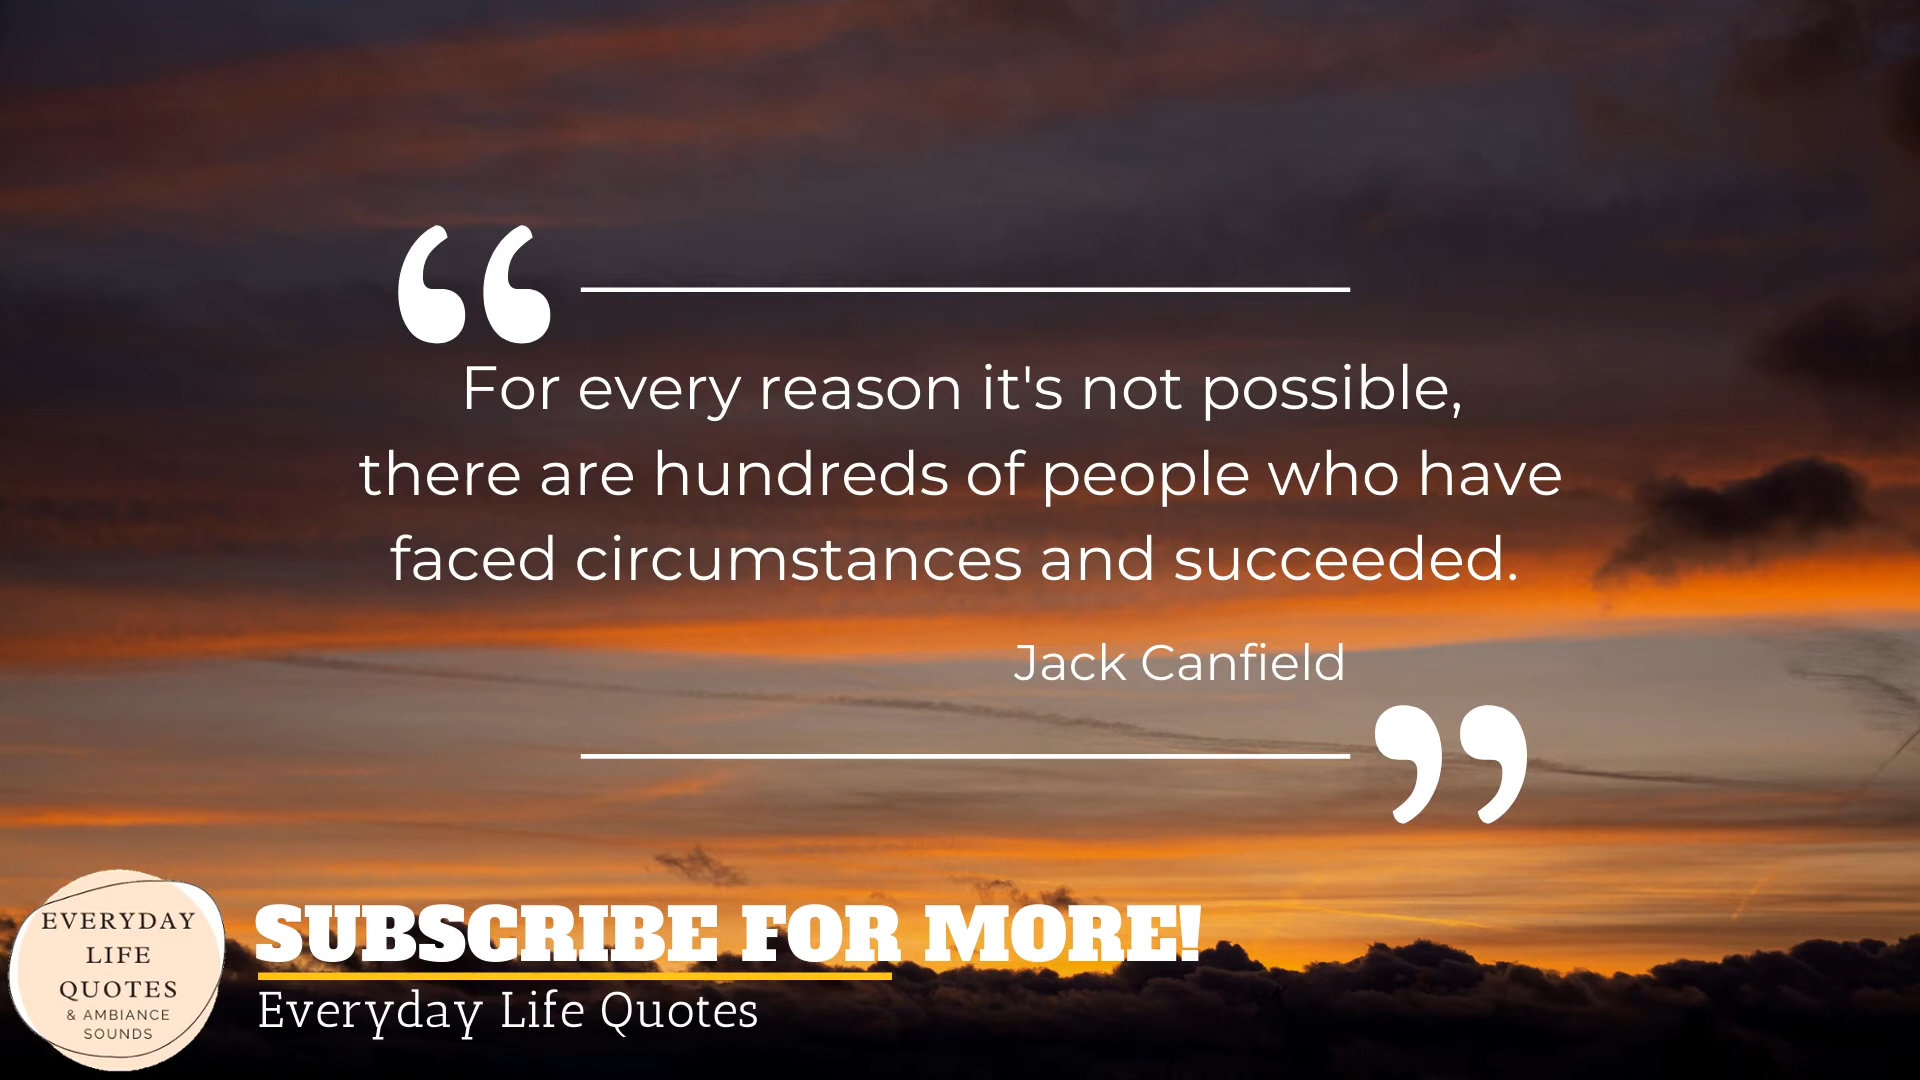 “
For every reason it's not possible,
there are hundreds of people who have
faced circumstances and succeeded.
Jack Canfield
”
EVERYDAY
LIFE
QUOTES
& AMBIANCE
SOUNDS
SUBSCRIBE FOR MORE!
Everyday Life Quotes